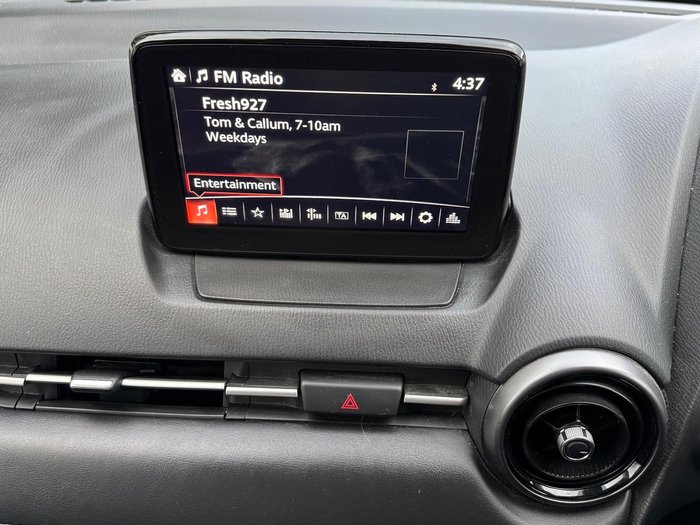 FM Radio
4:37
Fresh927
Tom & Callum, 7-10am
Weekdays
Entertainment
TA